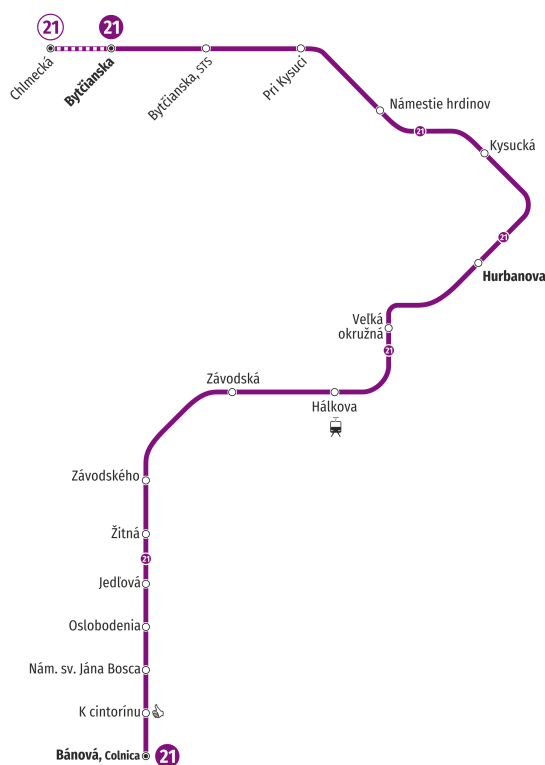 21
21
Chlmecká
Bytčianska
Bytčianska, STS
Pri Kysuci
Námestie hrdinov
21
Kysucká
21
Hurbanova
Veľká
okružná
21
Závodská
Hálkova
Závodského
Žitná
21
Jedľová
Oslobodenia
Nám. sv. Jána Bosca
K cintorínu
Bánová, Colnica
21